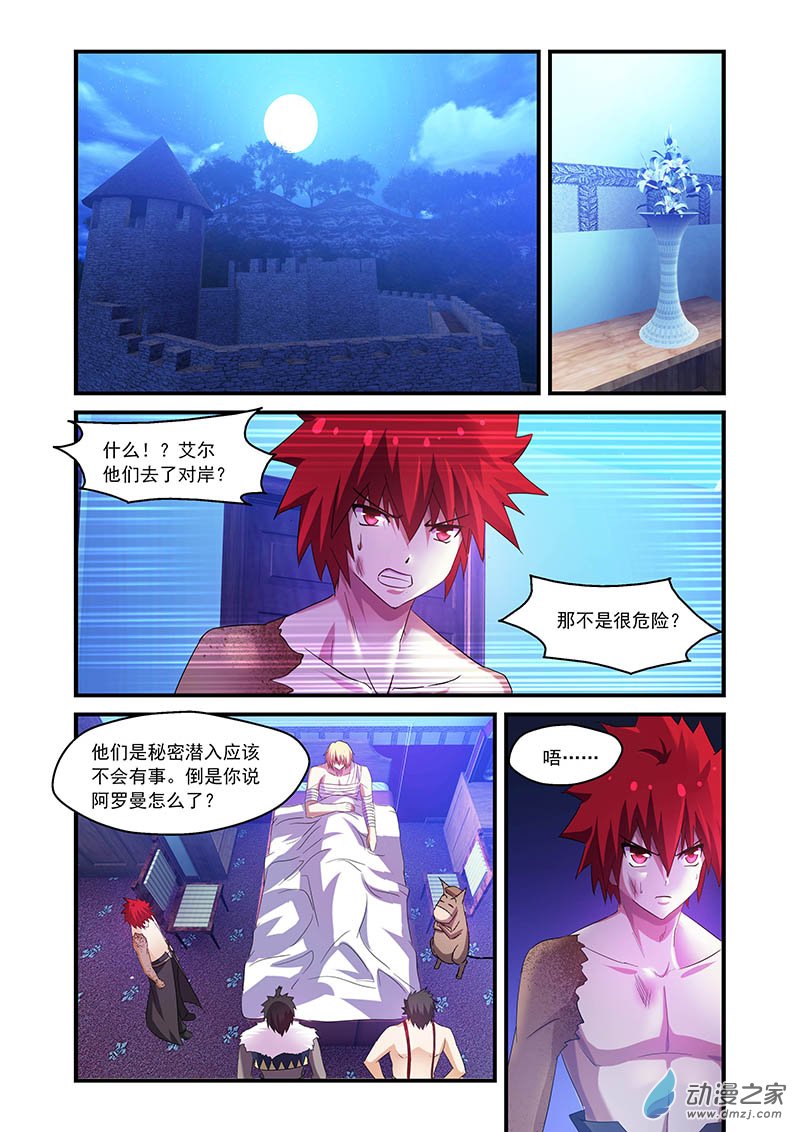 什么！？艾尔
他们去了对岸？
那不是很危险？
他们是秘密潜入应该
不会有事。倒是你说
阿罗曼怎么了？
唔……
动漫之家
www.dmzj.com